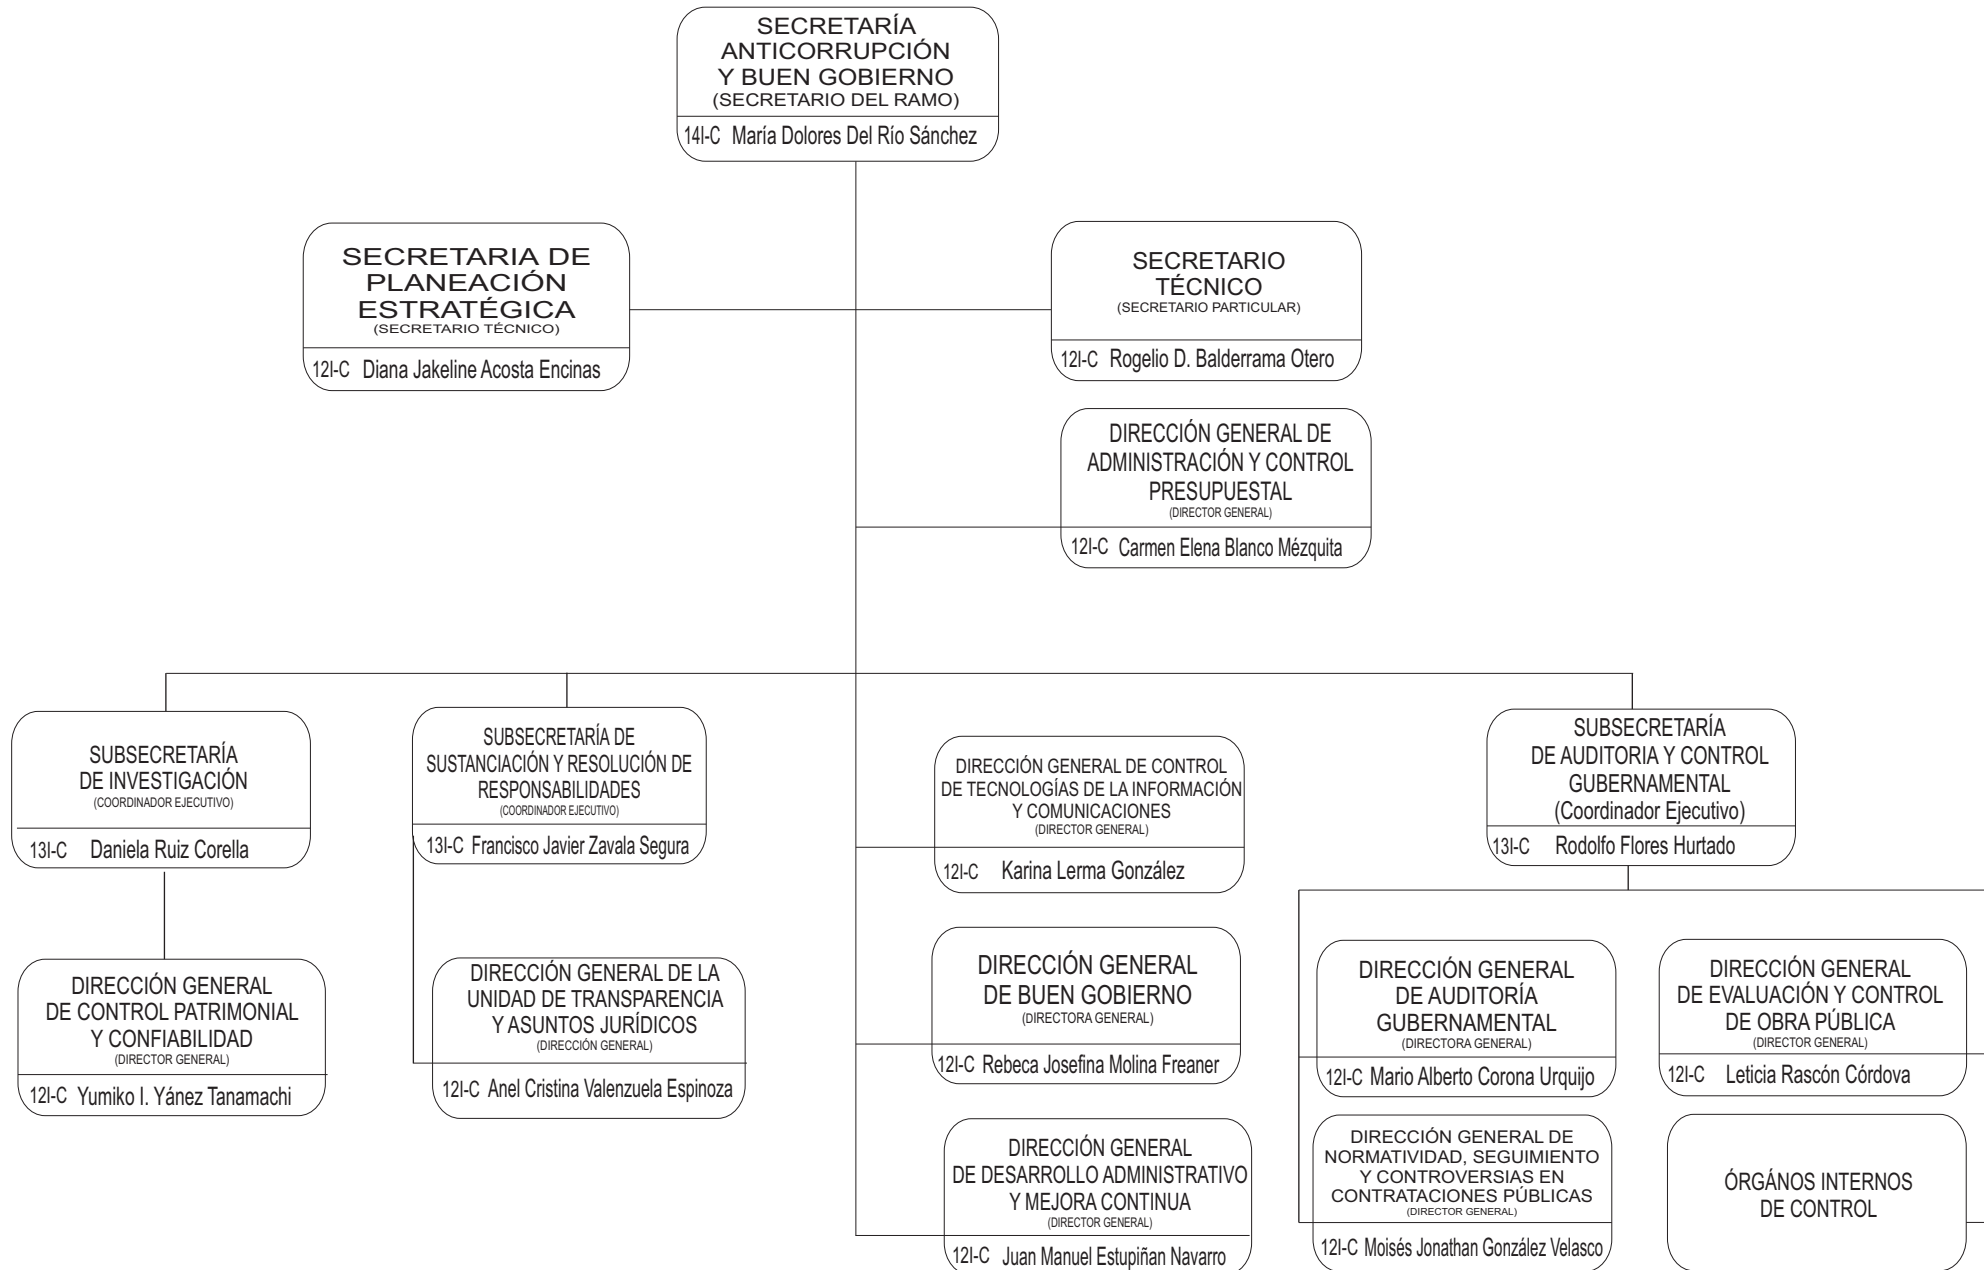 SECRETARÍA
ANTICORRUPCIÓN
Y BUEN GOBIERNO
(SECRETARIO DEL RAMO)
14I-C María Dolores Del Río Sánchez
SECRETARIA DE
PLANEACIÓN
ESTRATÉGICA
(SECRETARIO TÉCNICO)
12I-C Diana Jakeline Acosta Encinas
SECRETARIO
TÉCNICO
(SECRETARIO PARTICULAR)
12I-C Rogelio D. Balderrama Otero
DIRECCIÓN GENERAL DE
ADMINISTRACIÓN Y CONTROL
PRESUPUESTAL
(DIRECTOR GENERAL)
12I-C Carmen Elena Blanco Mézquita
SUBSECRETARÍA
DE INVESTIGACIÓN
(COORDINADOR EJECUTIVO)
13I-C Daniela Ruiz Corella
SUBSECRETARÍA DE
SUSTANCIACIÓN Y RESOLUCIÓN DE
RESPONSABILIDADES
(COORDINADOR EJECUTIVO)
13I-C Francisco Javier Zavala Segura
DIRECCIÓN GENERAL DE CONTROL
DE TECNOLOGÍAS DE LA INFORMACIÓN
Y COMUNICACIONES
(DIRECTOR GENERAL)
12I-C Karina Lerma González
SUBSECRETARÍA
DE AUDITORIA Y CONTROL
GUBERNAMENTAL
(Coordinador Ejecutivo)
13I-C Rodolfo Flores Hurtado
DIRECCIÓN GENERAL
DE CONTROL PATRIMONIAL
Y CONFIABILIDAD
(DIRECTOR GENERAL)
12I-C Yumiko I. Yánez Tanamachi
DIRECCIÓN GENERAL DE LA
UNIDAD DE TRANSPARENCIA
Y ASUNTOS JURÍDICOS
(DIRECCIÓN GENERAL)
12I-C Anel Cristina Valenzuela Espinoza
DIRECCIÓN GENERAL
DE BUEN GOBIERNO
(DIRECTORA GENERAL)
12I-C Rebeca Josefina Molina Freaner
DIRECCIÓN GENERAL
DE AUDITORÍA
GUBERNAMENTAL
(DIRECTORA GENERAL)
12I-C Mario Alberto Corona Urquijo
DIRECCIÓN GENERAL
DE EVALUACIÓN Y CONTROL
DE OBRA PÚBLICA
(DIRECTOR GENERAL)
12I-C Leticia Rascón Córdova
DIRECCIÓN GENERAL
DE DESARROLLO ADMINISTRATIVO
Y MEJORA CONTINUA
(DIRECTOR GENERAL)
12I-C Juan Manuel Estupiñan Navarro
DIRECCIÓN GENERAL DE
NORMATIVIDAD, SEGUIMIENTO
Y CONTROVERSIAS EN
CONTRATACIONES PÚBLICAS
(DIRECTOR GENERAL)
12I-C Moisés Jonathan González Velasco
ÓRGÁNOS INTERNOS
DE CONTROL